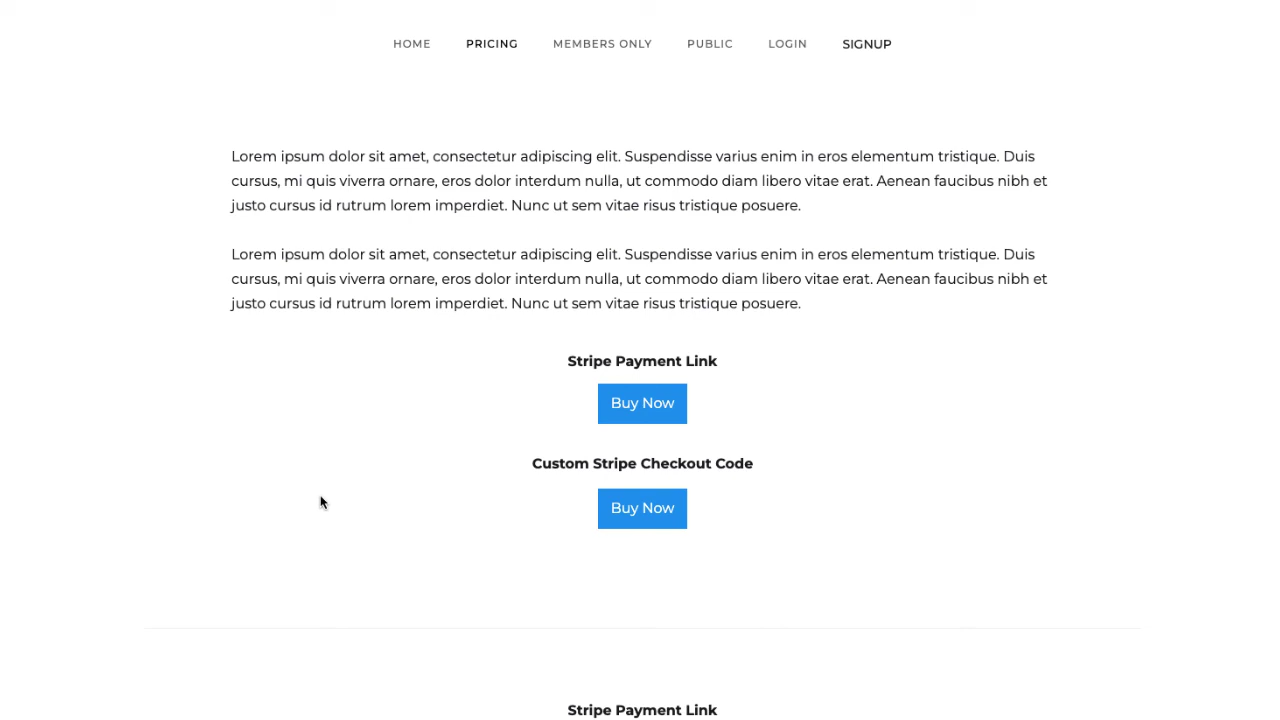 HOME PRICING MEMBERS ONLY PUBLIC LOGIN SIGNUP
Lorem ipsum dolor sit amet, consectetur adipiscing elit. Suspendisse varius enim in eros elementum tristique. Duis
cursus, mi quis viverra ornare, eros dolor interdum nulla, ut commodo diam libero vitae erat. Aenean faucibus nibh et
justo cursus id rutrum lorem imperdiet. Nunc ut sem vitae risus tristique posuere.
Lorem ipsum dolor sit amet, consectetur adipiscing elit. Suspendisse varius enim in eros elementum tristique. Duis
cursus, mi quis viverra ornare, eros dolor interdum nulla, ut commodo diam libero vitae erat. Aenean faucibus nibh et
justo cursus id rutrum lorem imperdiet. Nunc ut sem vitae risus tristique posuere.
Stripe Payment Link
Buy Now
Custom Stripe Checkout Code
Buy Now
Stripe Payment Link